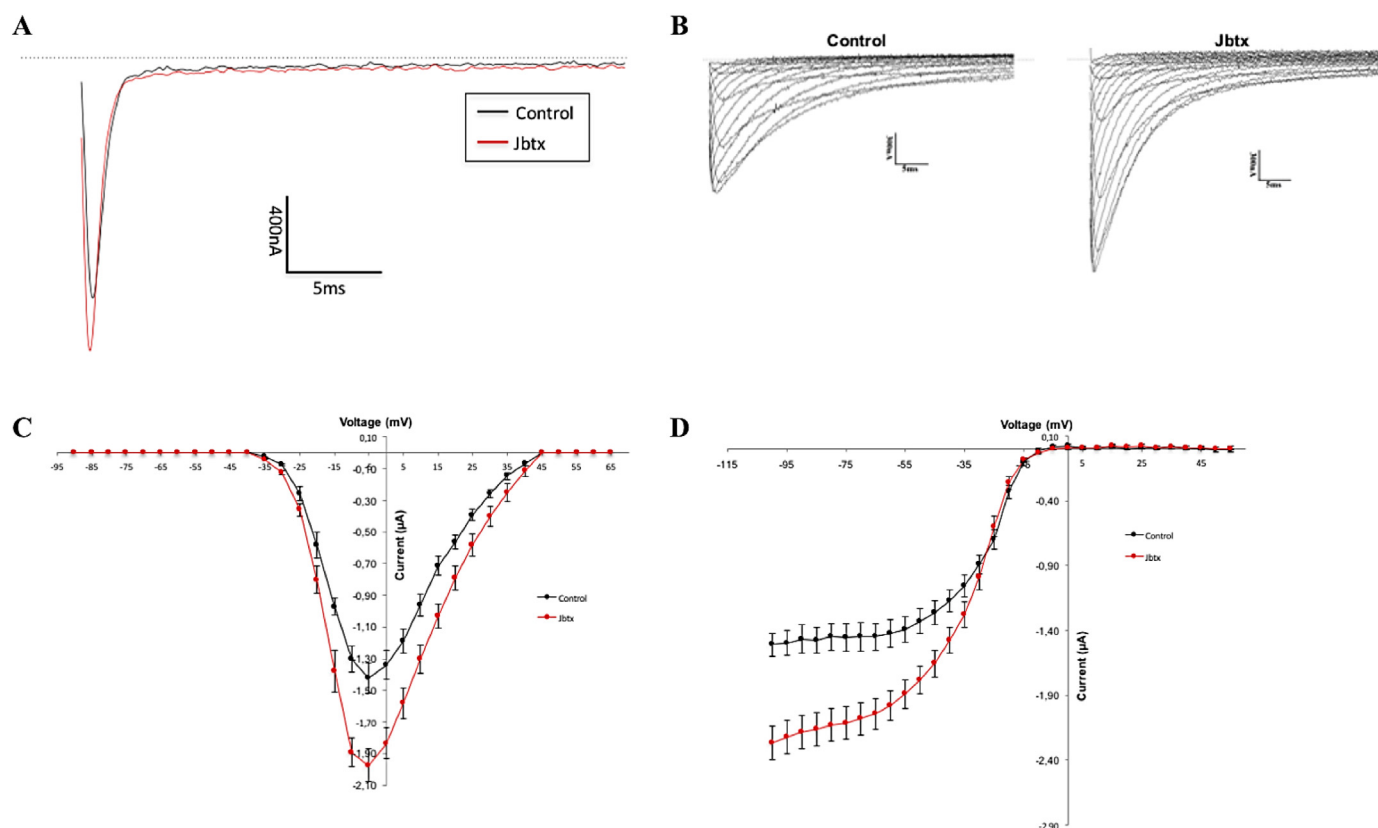 A
Control
Jbtx
400nA
5ms
B
Control
Jbtx
300nA
5ms
300nA
5ms
C
Voltage (mV)
0,10
-95 -85 -75 -65 -55 -45 -35 -25 -15 5 15 25 35 45 55 65
-0,10
-0,30
-0,50
-0,70
-0,90
-1,10
-1,30
-1,50
-1,70
-1,90
-2,10
Current (µA)
Control
Jbtx
D
Voltage (mV)
0,10
-115 -95 -75 -55 -35 -15 5 25 45
-0,40
-0,90
-1,40
-1,90
-2,40
-2,90
Current (µA)
Control
Jbtx